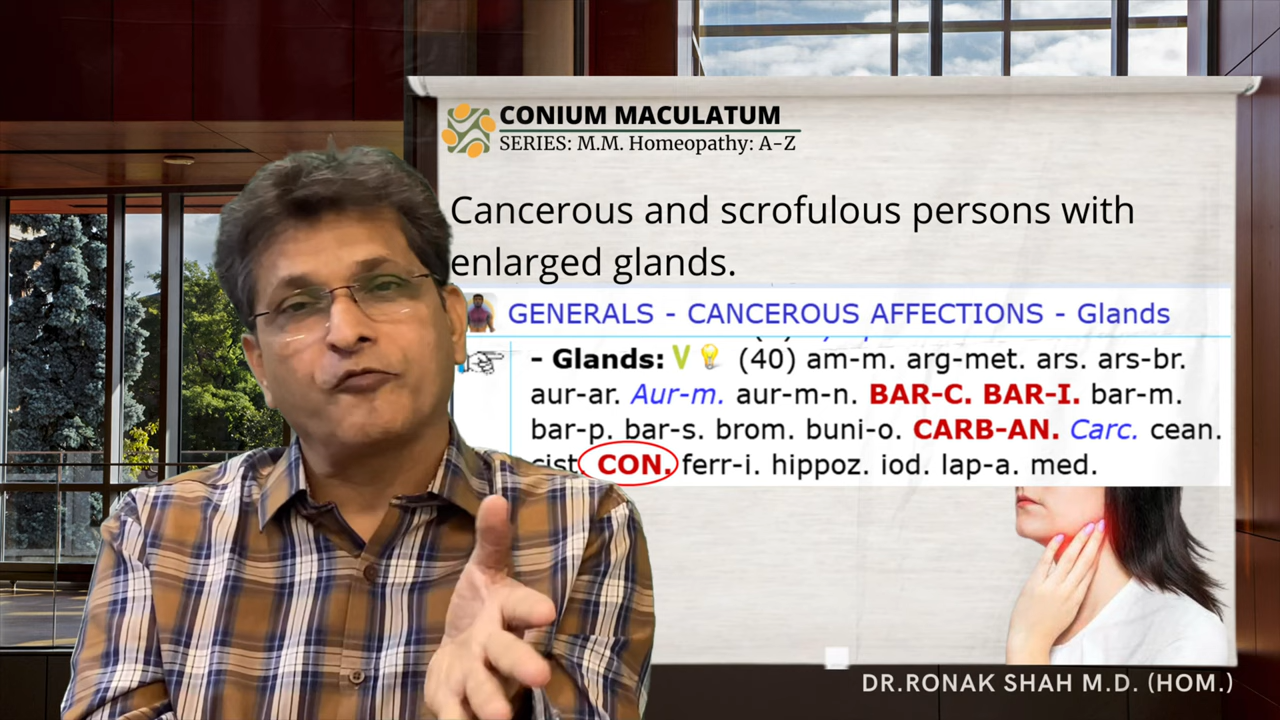 CONIUM MACULATUM
SERIES: M.M. Homeopathy: A-Z
Cancerous and scrofulous persons with
enlarged glands.
GENERALS - CANCEROUS AFFECTIONS - Glands
- Glands: V (40) am-m. arg-met. ars. ars-br.
aur-ar. Aur-m. aur-m-n. BAR-C. BAR-I. bar-m.
bar-p. bar-s. brom. buni-o. CARB-AN. Carc. cean.
cist. CON. ferr-i. hippoz. iod. lap-a. med.
DR.RONAK SHAH M.D. (HOM.)